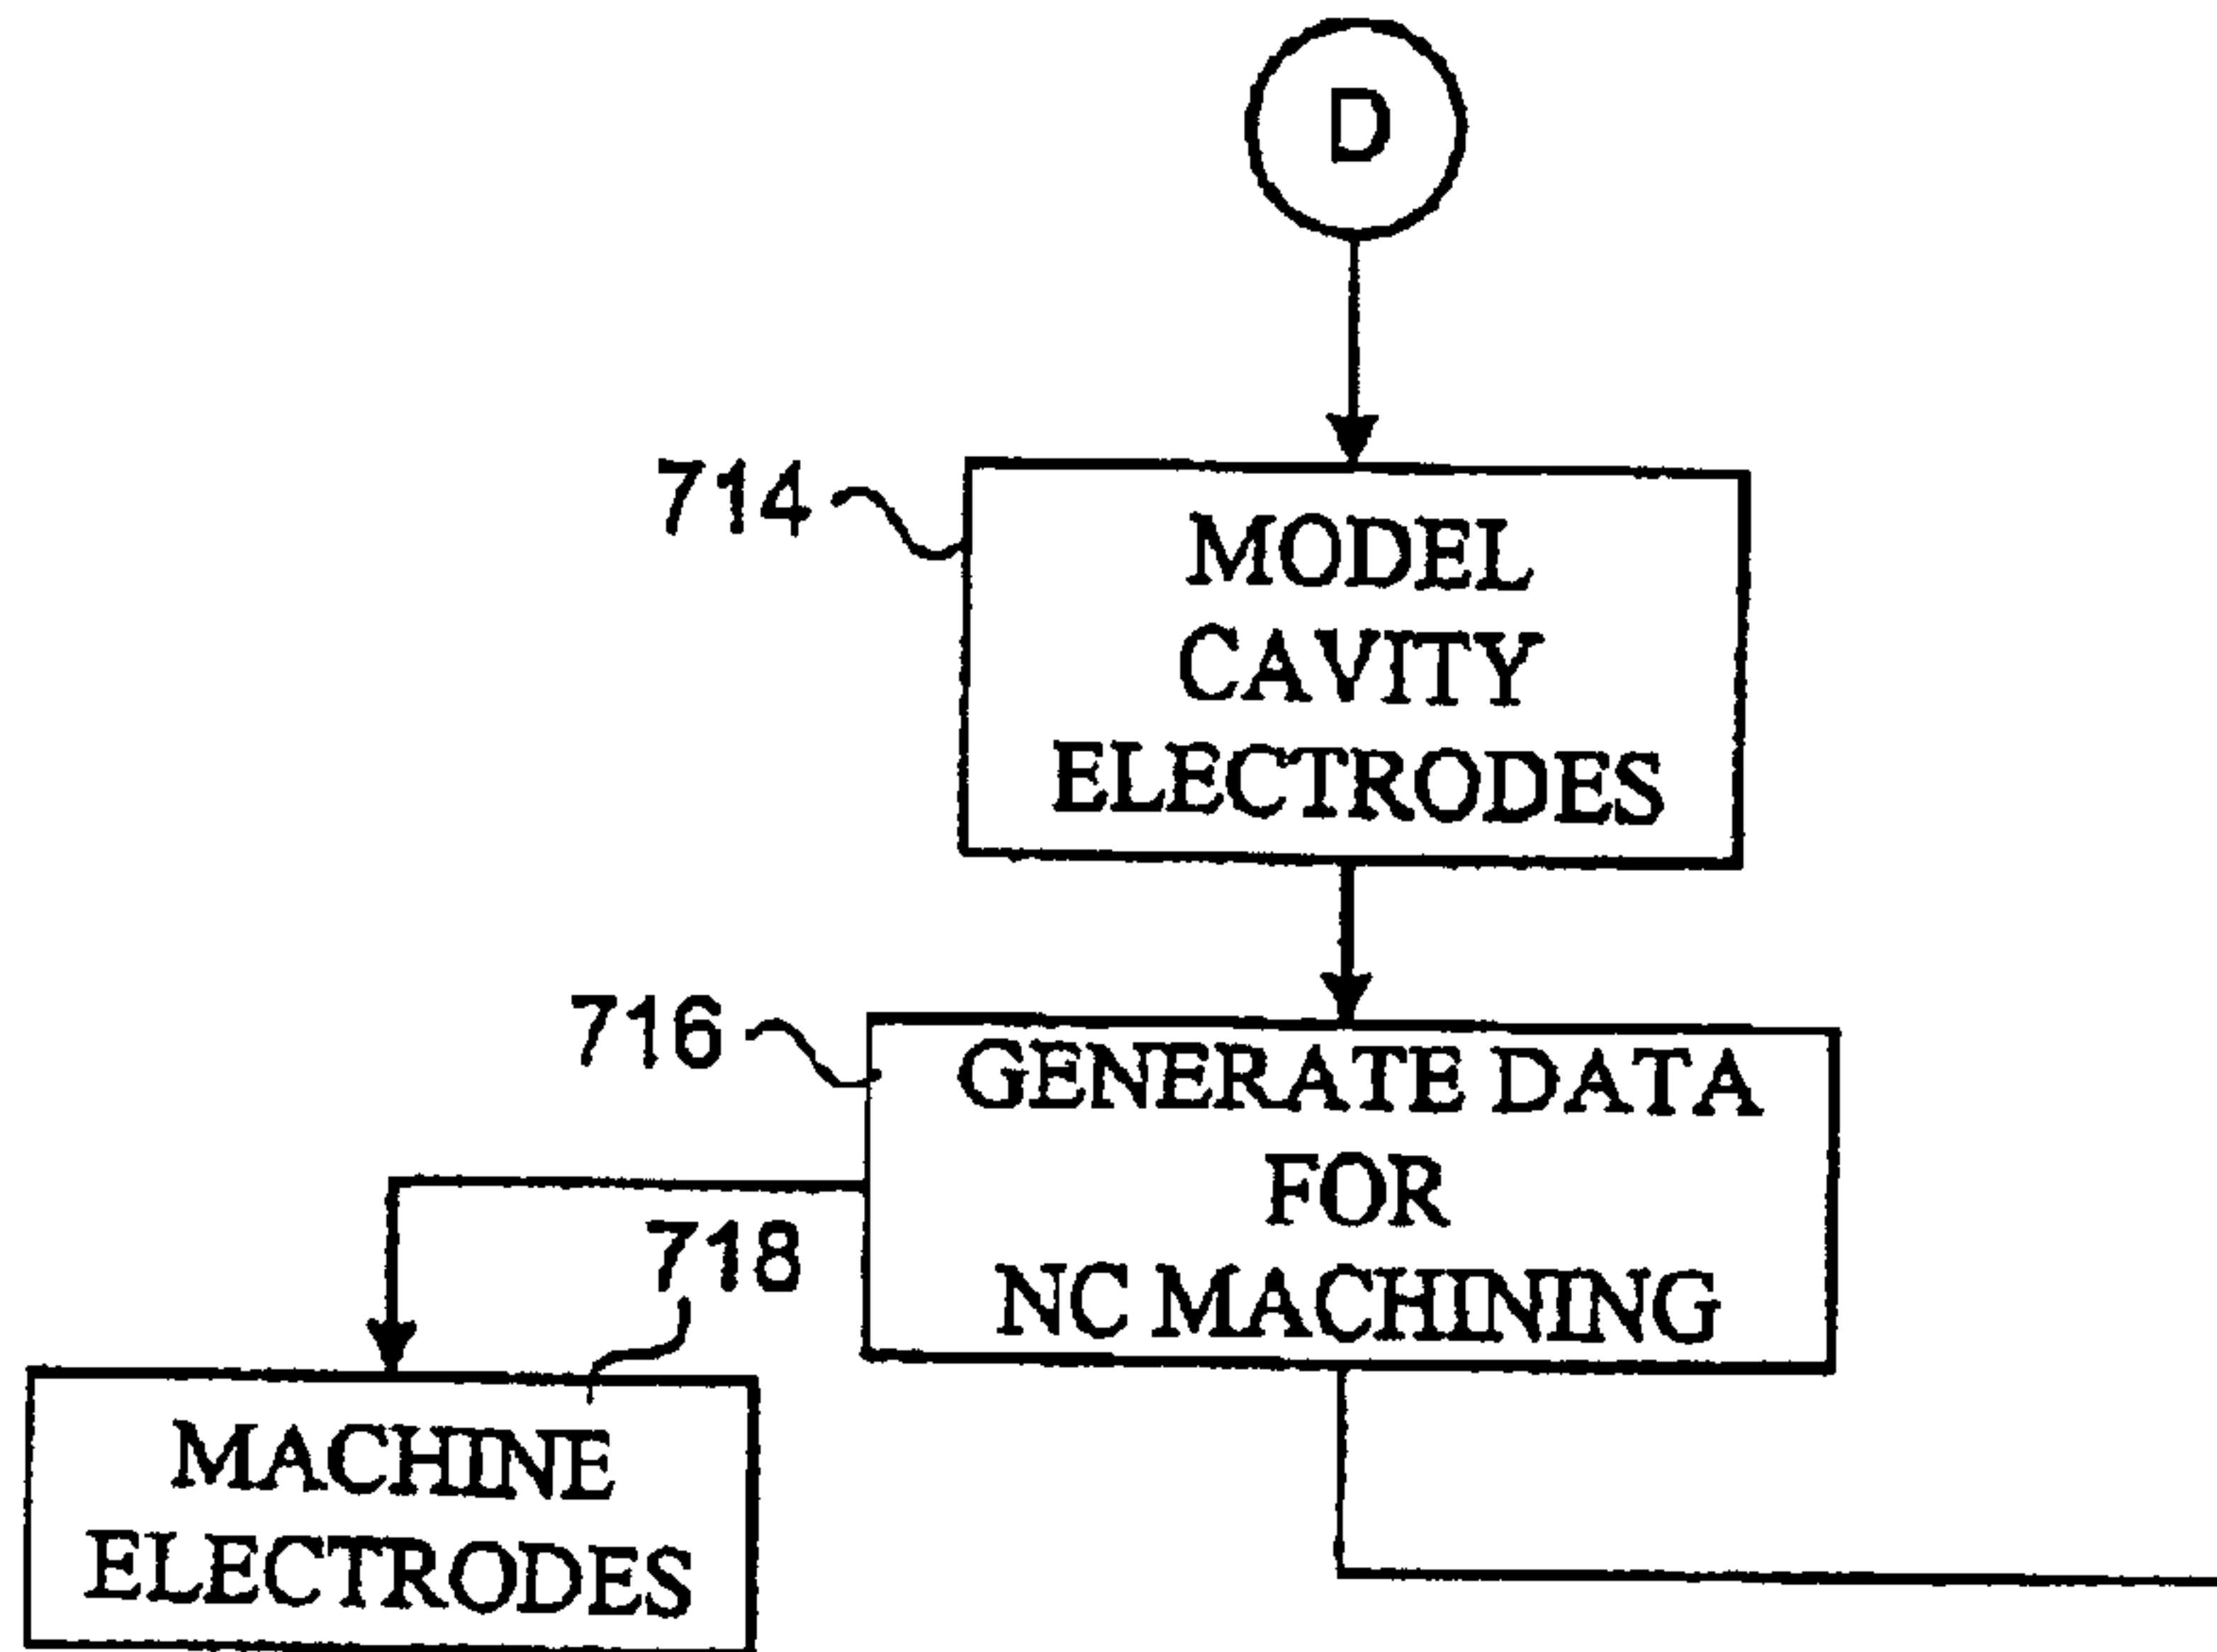 D
714
MODEL
CAVITY
ELECTRODES
716
GENERATE DATA
FOR
NC MACHINING
718
MACHINE
ELECTRODES